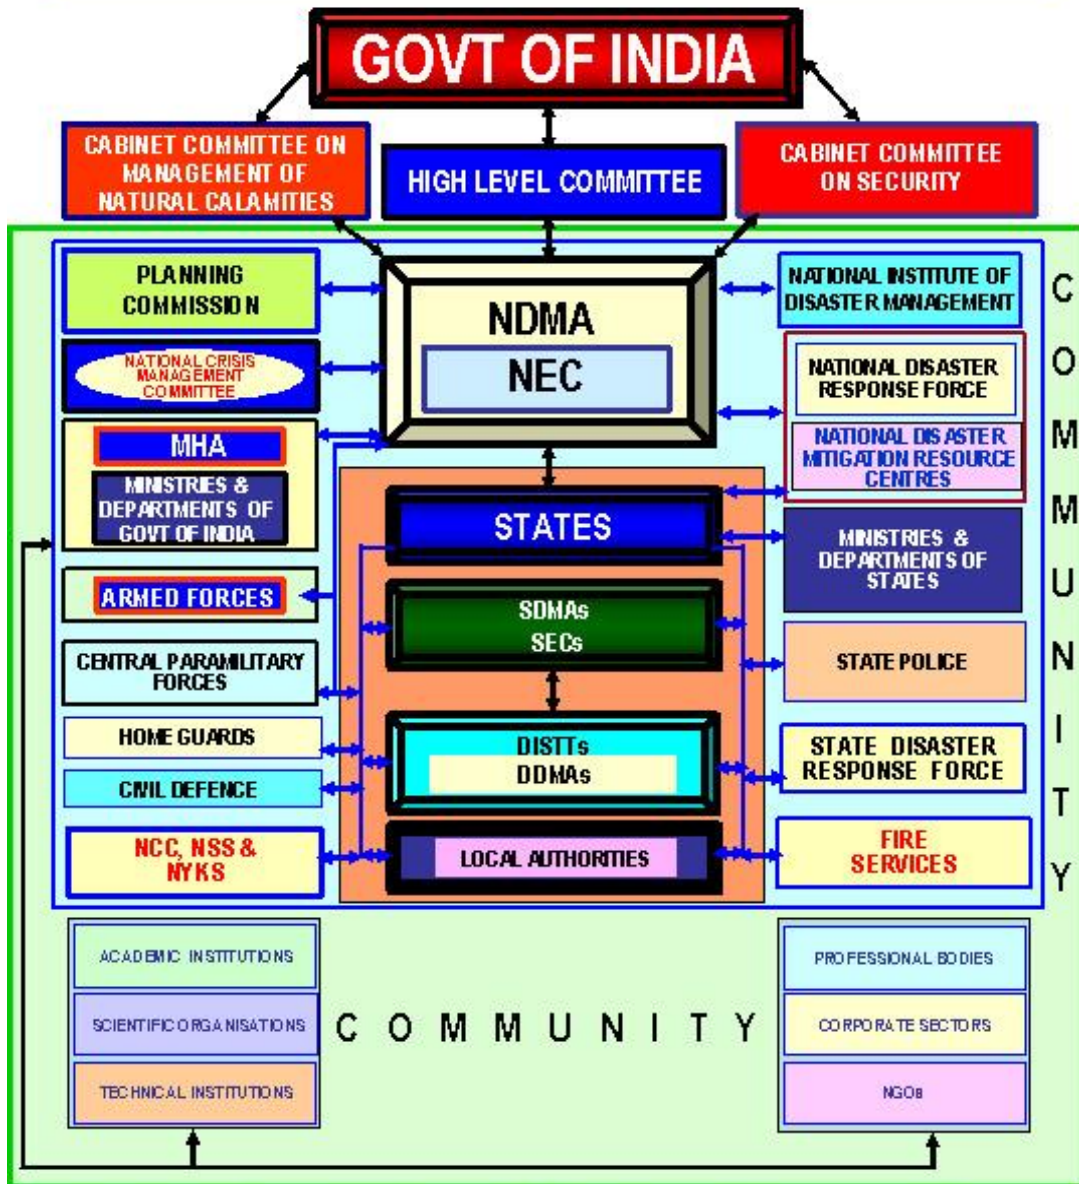 GOVT OF INDIA
CABINET COMMITTEE ON
MANAGEMENT OF
NATURAL CALAMITIES
HIGH LEVEL COMMITTEE
CABINET COMMITTEE
ON SECURITY
PLANNING
COMMISSION
NATIONAL CRISIS
MANAGEMENT
COMMITTEE
MHA
MINISTRIES &
DEPARTMENTS OF
GOVT OF INDIA
ARMED FORCES
CENTRAL PARAMILITARY
FORCES
HOME GUARDS
CIVIL DEFENCE
NCC, NSS &
NYKS
NDMA
NEC
STATES
SDMAs
SECs
DISTTs
DDMAs
LOCAL AUTHORITIES
NATIONAL INSTITUTE OF
DISASTER MANAGEMENT
NATIONAL DISASTER
RESPONSE FORCE
NATIONAL DISASTER
MITIGATION RESOURCE
CENTRES
MINISTRIES &
DEPARTMENTS OF
STATES
STATE POLICE
STATE DISASTER
RESPONSE FORCE
FIRE
SERVICES
COMMUNITY
ACADEMIC INSTITUTIONS
SCIENTIFIC ORGANISATIONS
TECHNICAL INSTITUTIONS
COMMUNITY
PROFESSIONAL BODIES
CORPORATE SECTORS
NGOs